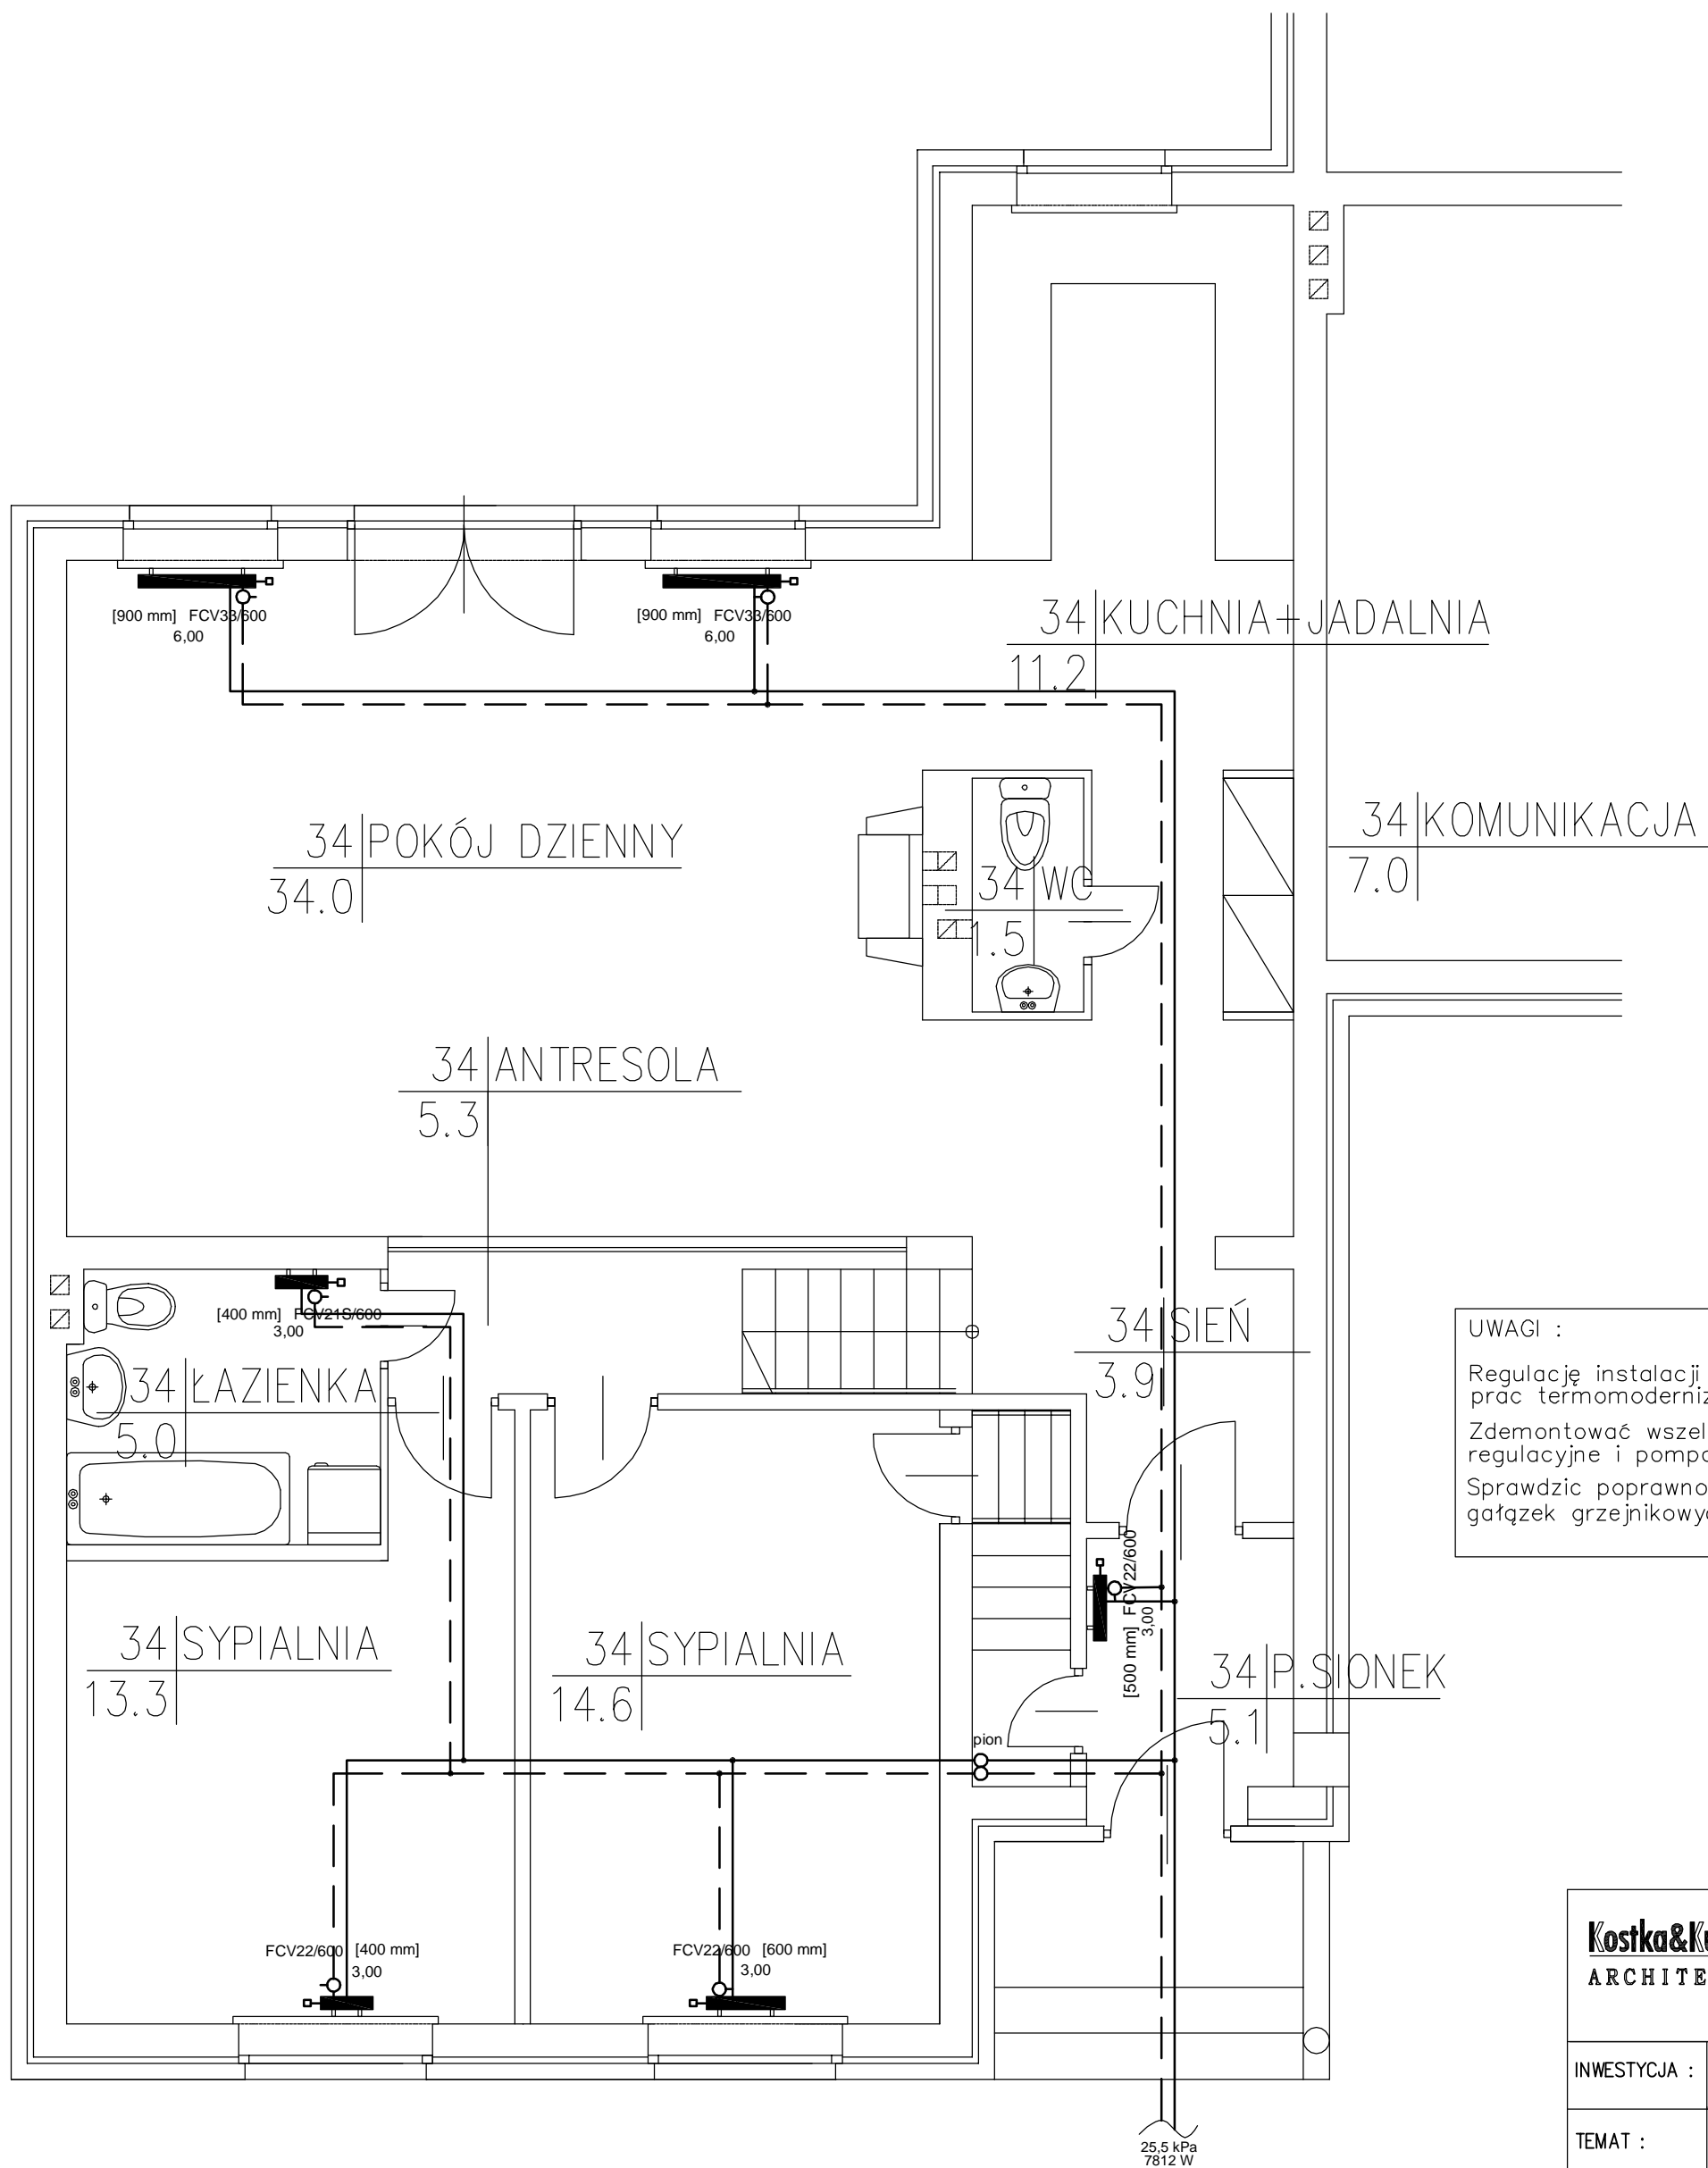 [900 mm] FCV33/600
6,00
[900 mm] FCV33/600
6,00
34 KUCHNIA+JADALNIA
11.2
34 POKÓJ DZIENNY
34.0
34 WC
1.5
34 KOMUNIKACJA
7.0
34 ANTRESOLA
5.3
[400 mm] FCV21S/600
3,00
34 ŁAZIENKA
5.0
34 SIEŃ
3.9
UWAGI :
Regulację instalacji
prac termomoderniz
Zdemontować wszel
regulacyjne i pompo
Sprawdzic poprawno
gałązek grzejnikowy
[500 mm] FCV22/600
3,00
34 SYPIALNIA
13.3
34 SYPIALNIA
14.6
34 P.SIONEK
5.1
pion
FCV22/600 [400 mm]
3,00
FCV22/600 [600 mm]
3,00
Kostka&Ku
ARCHITE
INWESTYCJA :
TEMAT :
25,5 kPa
7812 W